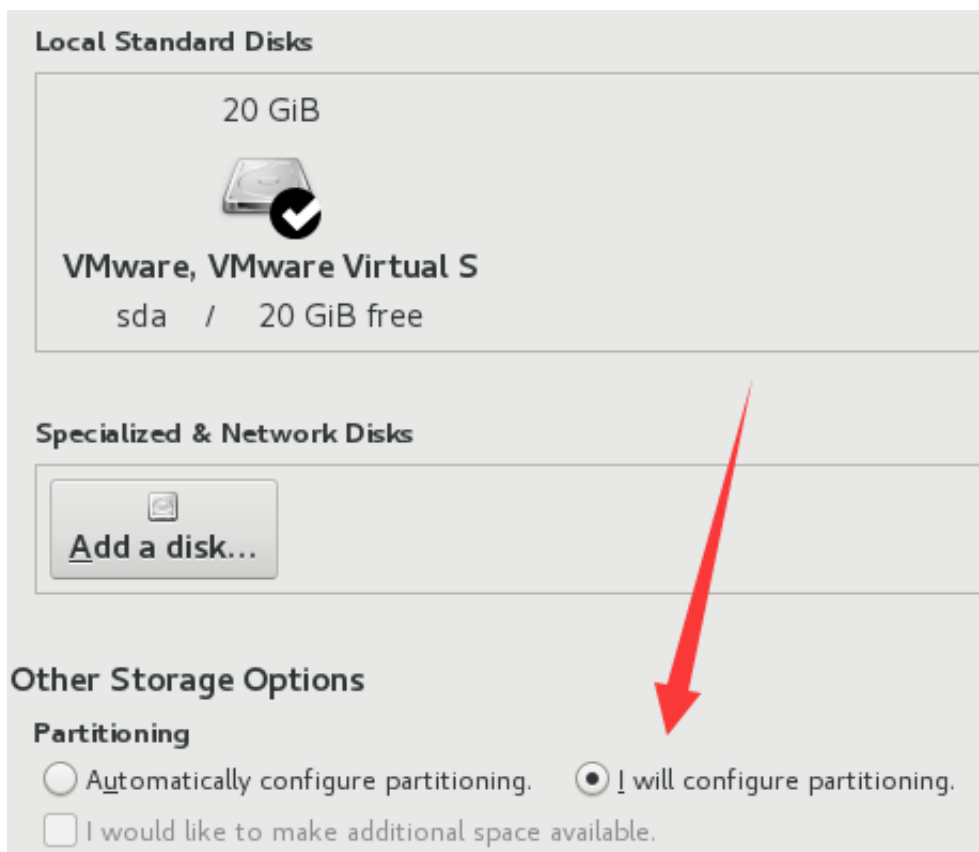 Local Standard Disks
20 GiB
VMware, VMware Virtual S
sda / 20 GiB free
Specialized & Network Disks
Add a disk...
Other Storage Options
Partitioning
Automatically configure partitioning. I will configure partitioning.
I would like to make additional space available.